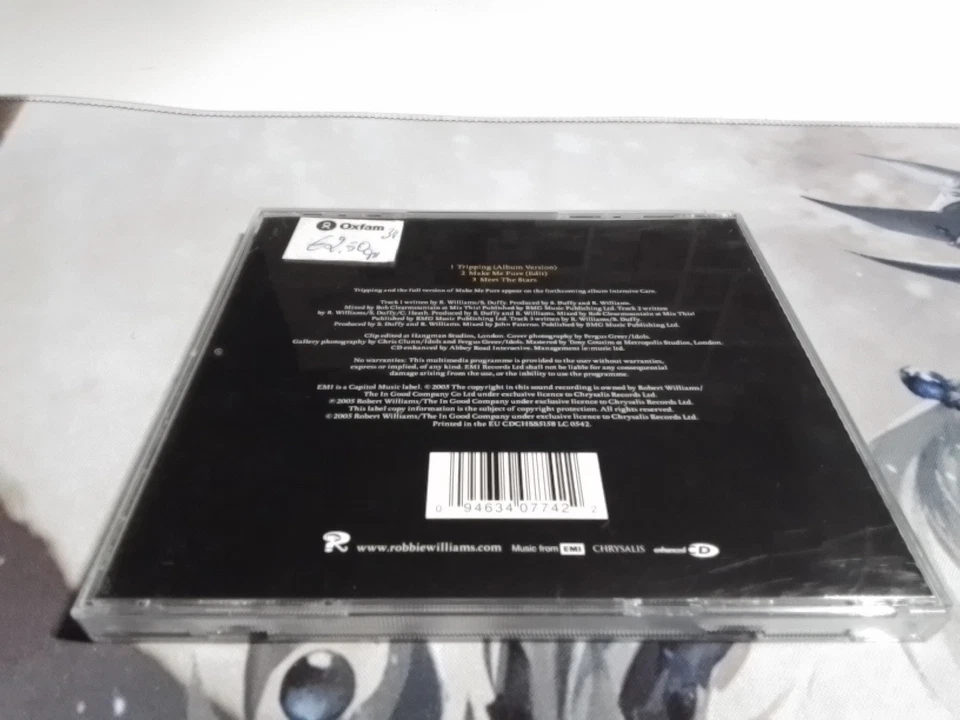 Oxfam
1 Tripping (Album Version)
2 Make Me Pure (Edit)
3 Meet The Stars
Tripping and the full version of Make Me Pure appear on the forthcoming album Intensive Care.
Track 1 written by R. Williams/S. Duffy. Produced by S. Duffy and R. Williams.
Mixed by Bob Clearmountain at Mix This! Published by BMG Music Publishing Ltd. Track 2 written
by R. Williams/S. Duffy/C. Heath. Produced by S. Duffy and R. Williams. Mixed by Bob Clearmountain at Mix This!
Published by BMG Music Publishing Ltd. Track 3 written by R. Williams/S. Duffy.
Produced by S. Duffy and R. Williams. Mixed by John Paterno. Published by BMG Music Publishing Ltd.
Clip edited at Hangman Studios, London. Cover photography by Fergus Greer/Idols.
Gallery photography by Chris Clunn/Idols and Fergus Greer/Idols. Mastered by Tony Cousins at Metropolis Studios, London.
CD enhanced by Abbey Road Interactive. Management ie:music ltd.
No warranties: This multimedia programme is provided to the user without warranties,
express or implied, of any kind. EMI Records Ltd shall not be liable for any consequential
damage arising from the use, or the inbility to use the programme.
EMI is a Capitol Music label. ℗2005 The copyright in this sound recording is owned by Robert Williams/
The In Good Company Co Ltd under exclusive licence to Chrysalis Records Ltd.
℗ 2005 Robert Williams/The In Good Company under exclusive licence to Chrysalis Records Ltd.
This label copy information is the subject of copyright protection. All rights reserved.
©2005 Robert Williams/The In Good Company under exclusive licence to Chrysalis Records Ltd.
Printed in the EU CDCHSS5158 LC 0542.
0 94634 07742 2
www.robbiewilliams.com Music from EMI CHRYSALIS enhanced CD